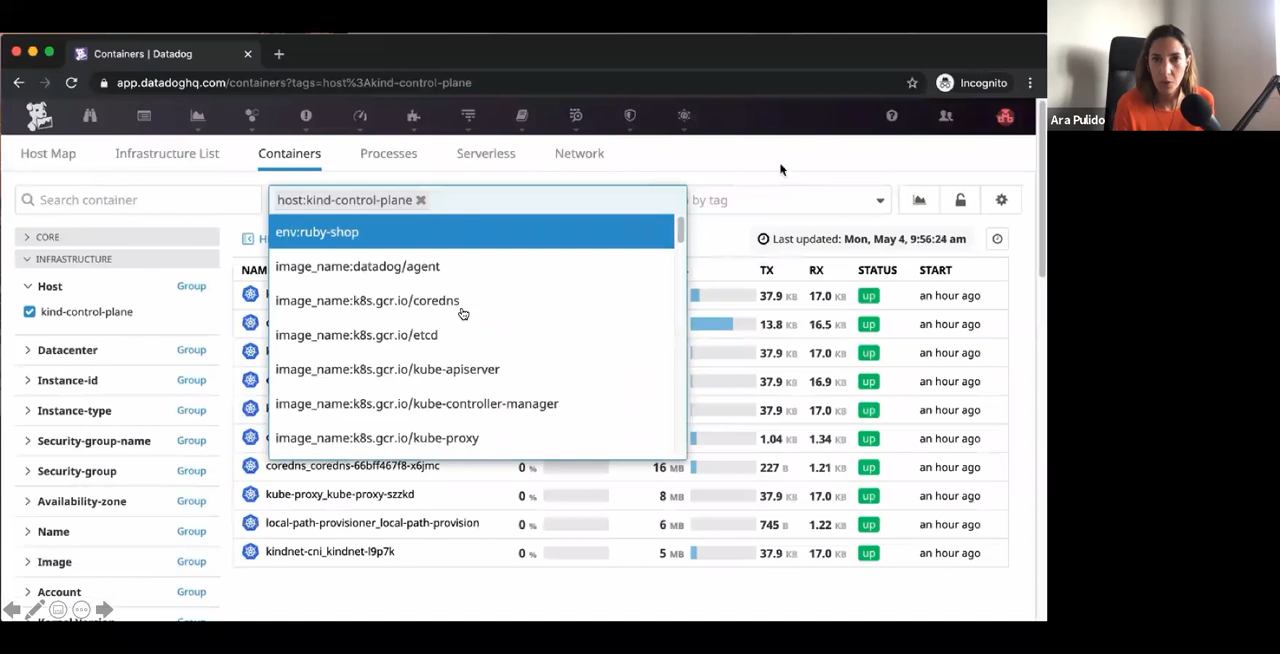 Containers | Datadog
app.datadoghq.com/containers?tags=host%3Akind-control-plane
Incognito
Ara Pulido
Host Map
Infrastructure List
Containers
Processes
Serverless
Network
Search container
host:kind-control-plane
by tag
env:ruby-shop
image_name:datadog/agent
image_name:k8s.gcr.io/coredns
image_name:k8s.gcr.io/etcd
image_name:k8s.gcr.io/kube-apiserver
image_name:k8s.gcr.io/kube-controller-manager
image_name:k8s.gcr.io/kube-proxy
CORE
INFRASTRUCTURE
Host Group
kind-control-plane
Datacenter Group
Instance-id Group
Instance-type Group
Security-group-name Group
Security-group Group
Availability-zone Group
Name Group
Image Group
Account Group
Last updated: Mon, May 4, 9:56:24 am
TX RX STATUS START
37.9 KB 17.0 KB up an hour ago
13.8 KB 16.5 KB up an hour ago
37.9 KB 17.0 KB up an hour ago
37.9 KB 16.9 KB up an hour ago
37.9 KB 17.0 KB up an hour ago
1.04 KB 1.34 KB up an hour ago
coredns_coredns-66bff467f8-x6jmc 0 % 16 MB 227 B 1.21 KB up an hour ago
kube-proxy_kube-proxy-szzkd 0 % 8 MB 37.9 KB 17.0 KB up an hour ago
local-path-provisioner_local-path-provision 0 % 6 MB 745 B 1.22 KB up an hour ago
kindnet-cni_kindnet-l9p7k 0 % 5 MB 37.9 KB 17.0 KB up an hour ago